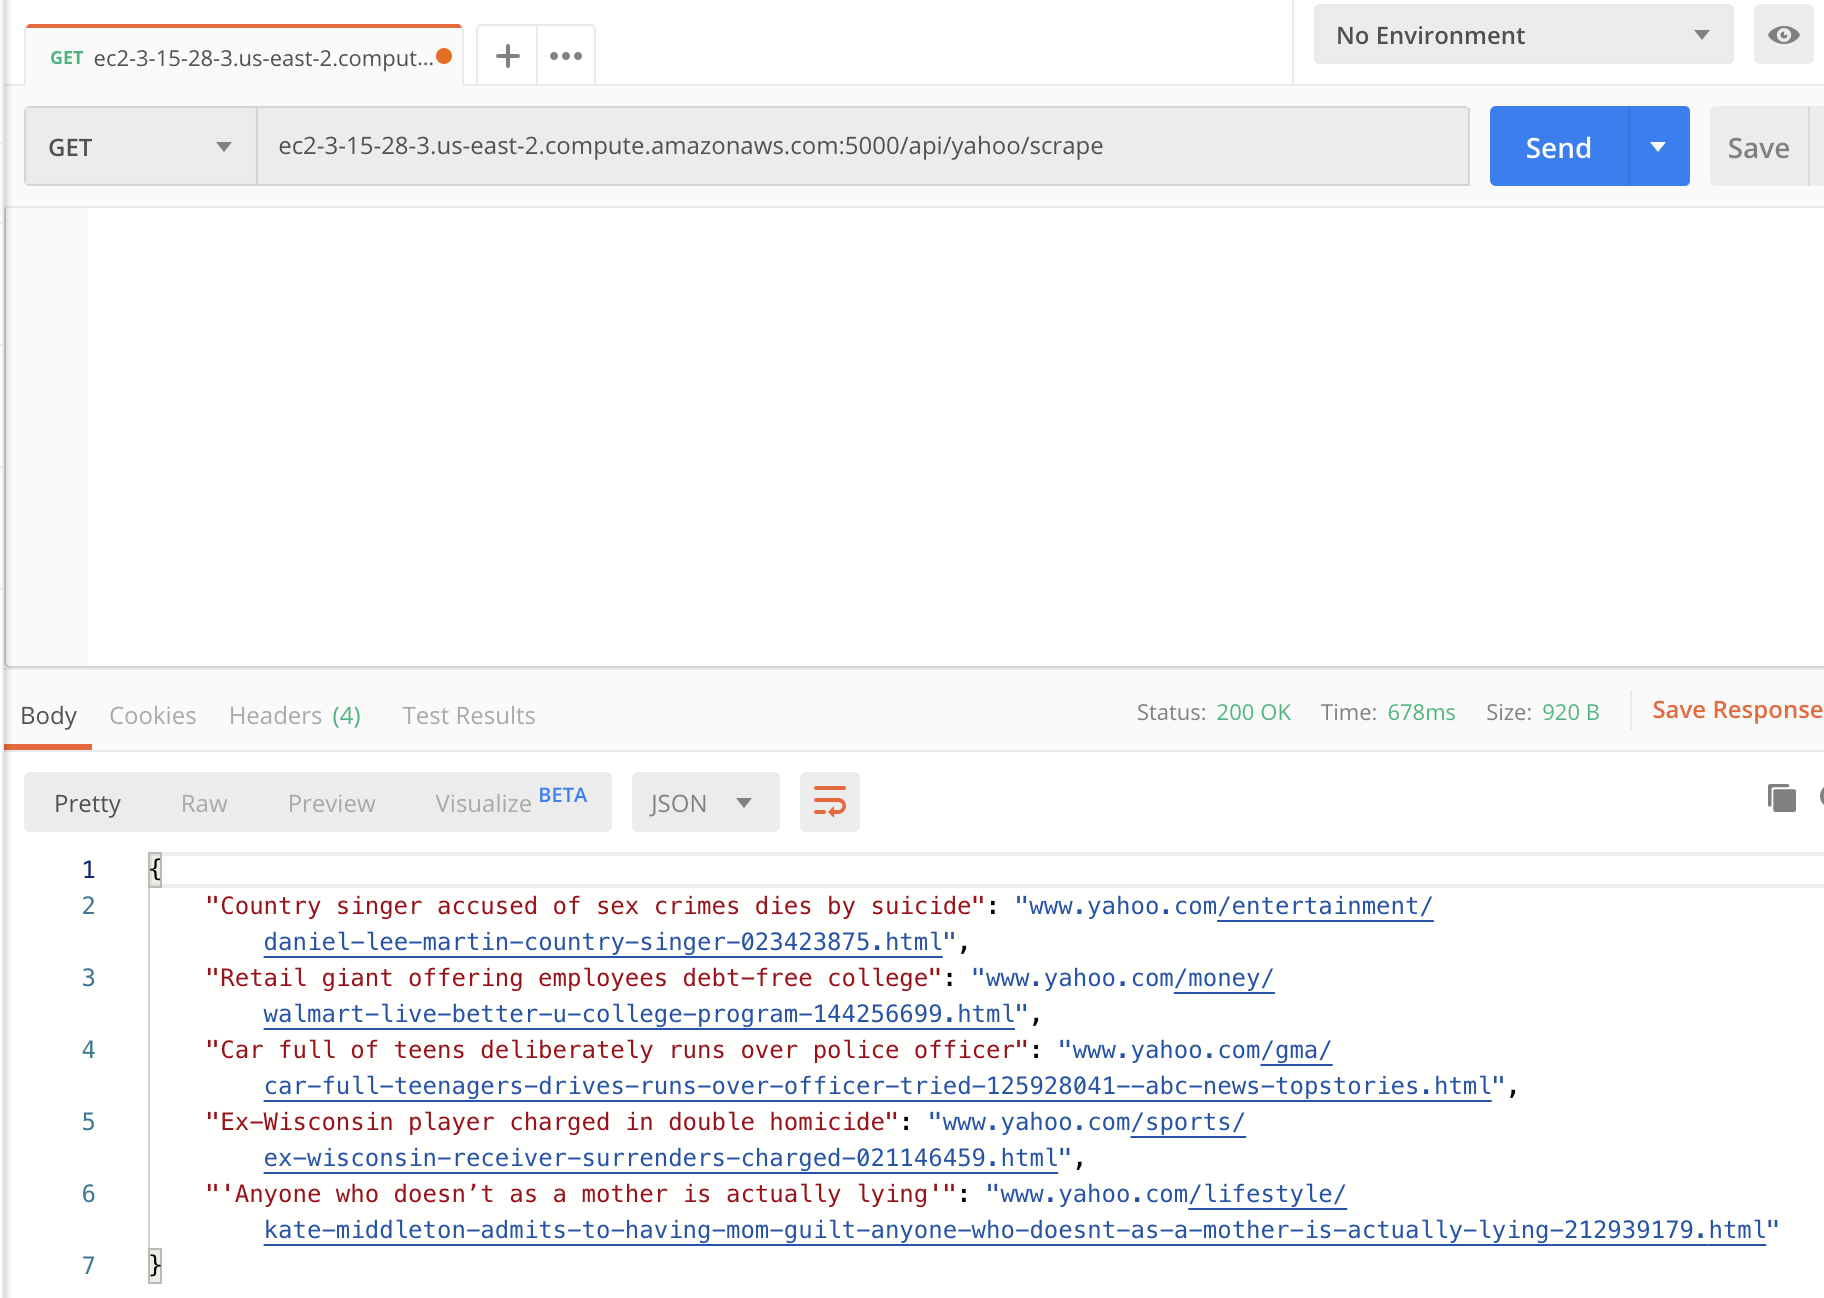 GET ec2-3-15-28-3.us-east-2.comput...
No Environment
GET
ec2-3-15-28-3.us-east-2.compute.amazonaws.com:5000/api/yahoo/scrape
Send
Save
Body Cookies Headers (4) Test Results
Status: 200 OK Time: 678ms Size: 920 B Save Response
Pretty Raw Preview Visualize BETA JSON
1 {
2 "Country singer accused of sex crimes dies by suicide": "www.yahoo.com/entertainment/
daniel-lee-martin-country-singer-023423875.html",
3 "Retail giant offering employees debt-free college": "www.yahoo.com/money/
walmart-live-better-u-college-program-144256699.html",
4 "Car full of teens deliberately runs over police officer": "www.yahoo.com/gma/
car-full-teenagers-drives-runs-over-officer-tried-125928041--abc-news-topstories.html",
5 "Ex-Wisconsin player charged in double homicide": "www.yahoo.com/sports/
ex-wisconsin-receiver-surrenders-charged-021146459.html",
6 "'Anyone who doesn’t as a mother is actually lying'": "www.yahoo.com/lifestyle/
kate-middleton-admits-to-having-mom-guilt-anyone-who-doesnt-as-a-mother-is-actually-lying-212939179.html"
7 }